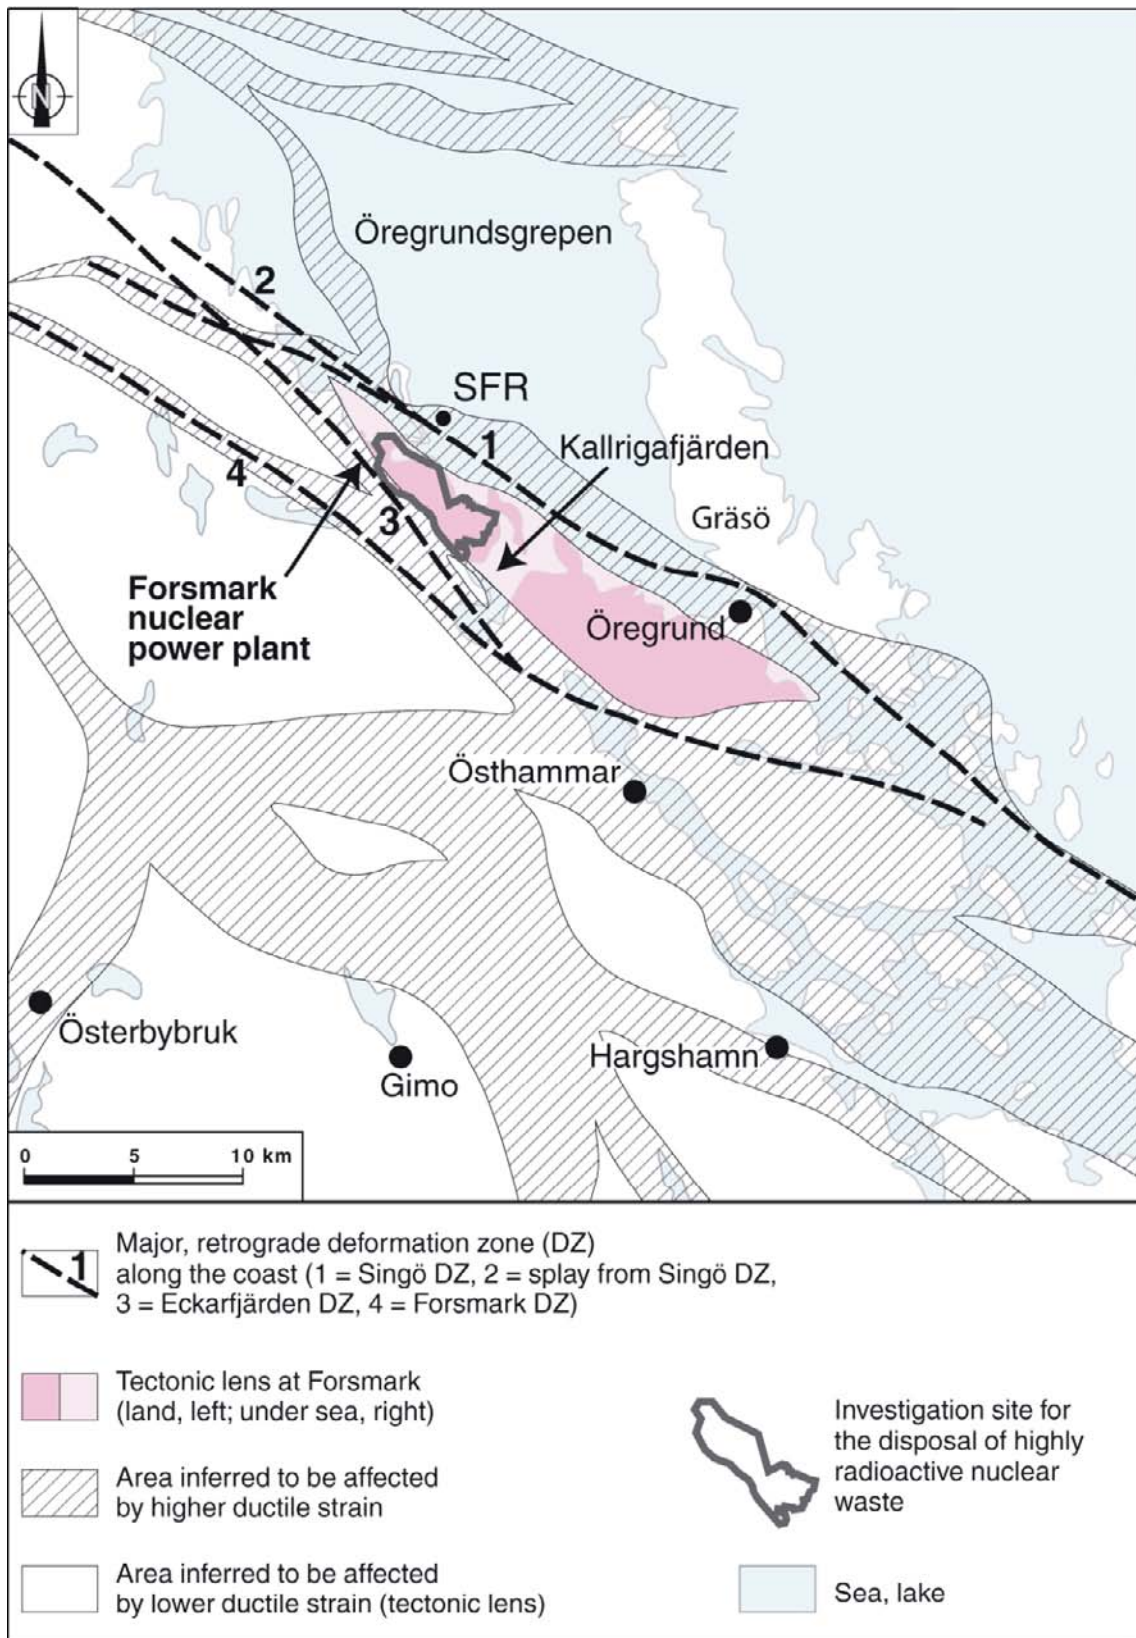 N
Öregrundsgrepen
2
SFR
1
Kallrigafjärden
4
3
Gräsö
Forsmark
nuclear
power plant
Öregrund
Östhammar
Österbybruk
Hargshamn
Gimo
0 5 10 km
1
Major, retrograde deformation zone (DZ)
along the coast (1 = Singö DZ, 2 = splay from Singö DZ,
3 = Eckarfjärden DZ, 4 = Forsmark DZ)
Tectonic lens at Forsmark
(land, left; under sea, right)
Area inferred to be affected
by higher ductile strain
Area inferred to be affected
by lower ductile strain (tectonic lens)
Investigation site for
the disposal of highly
radioactive nuclear
waste
Sea, lake